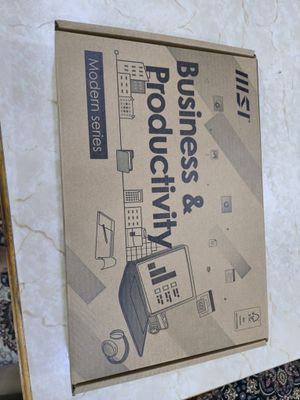 msi
Business &
Productivity
Modern series